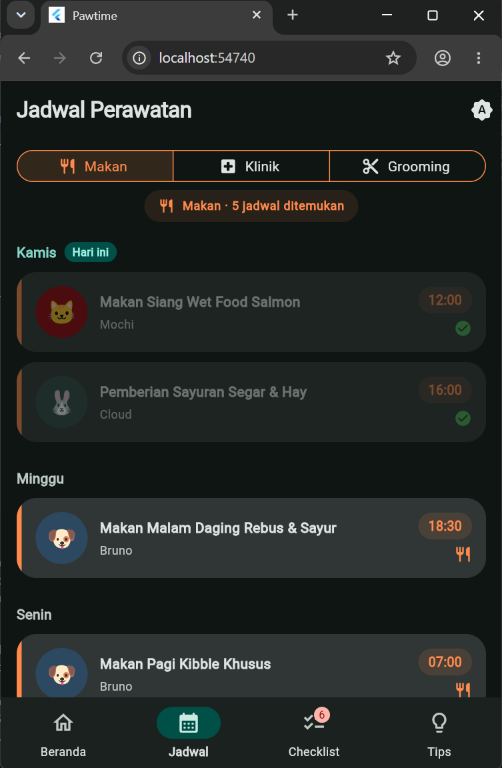 Pawtime
localhost:54740
Jadwal Perawatan
A
Makan
Klinik
Grooming
Makan · 5 jadwal ditemukan
Kamis
Hari ini
Makan Siang Wet Food Salmon
12:00
Mochi
Pemberian Sayuran Segar & Hay
16:00
Cloud
Minggu
Makan Malam Daging Rebus & Sayur
18:30
Bruno
Senin
Makan Pagi Kibble Khusus
07:00
Bruno
6
Beranda
Jadwal
Checklist
Tips